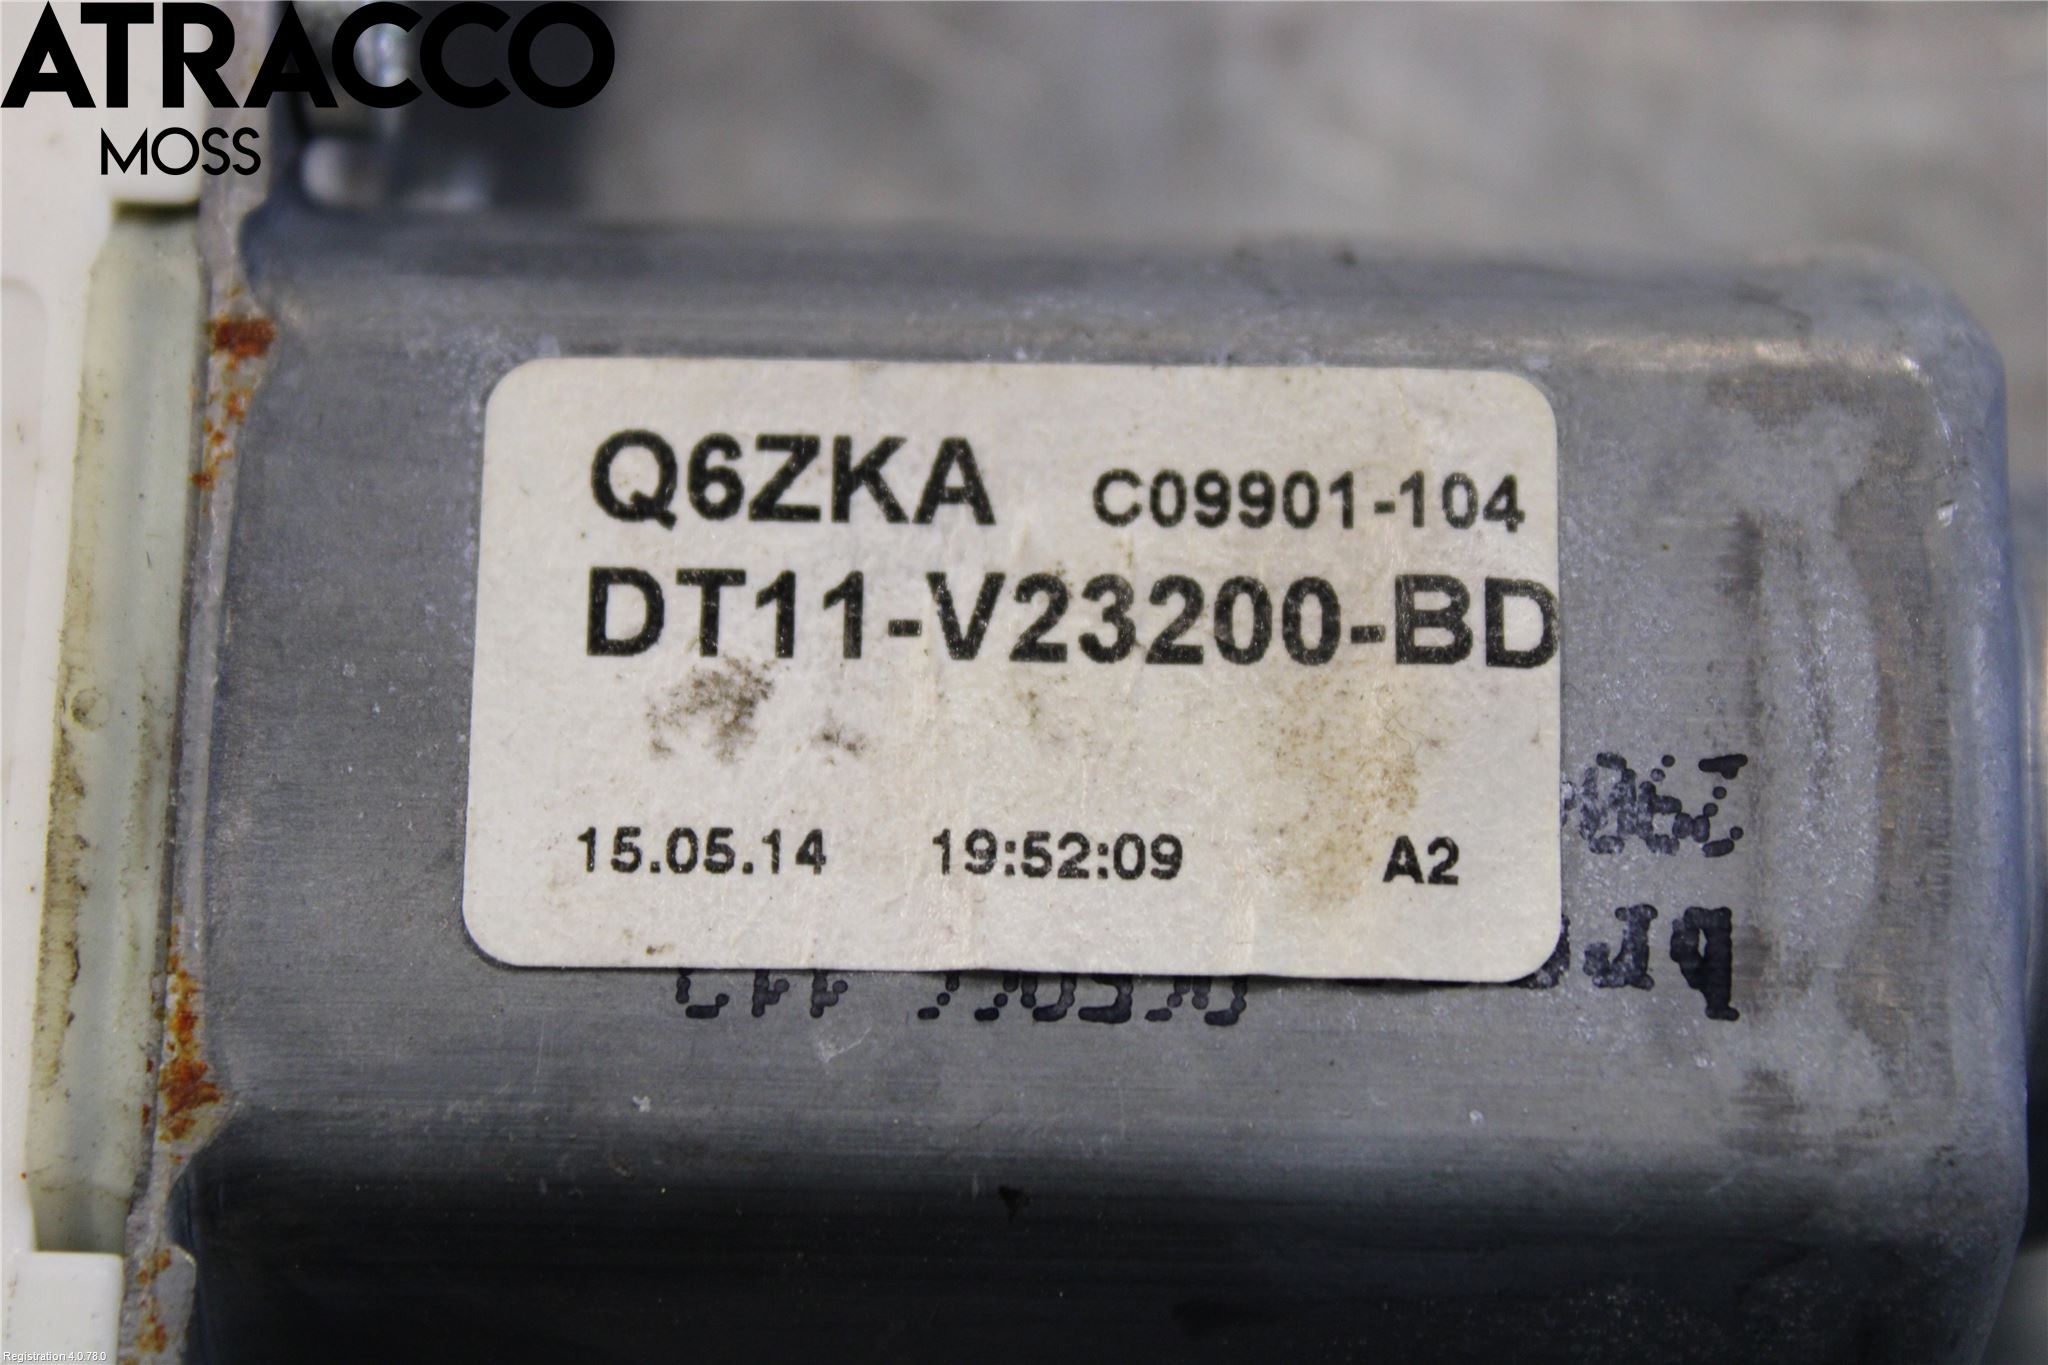 ATRACCO
MOSS
Q6ZKA C09901-104
DT11-V23200-BD
15.05.14 19:52:09 A2
Registration 4.0.78.0